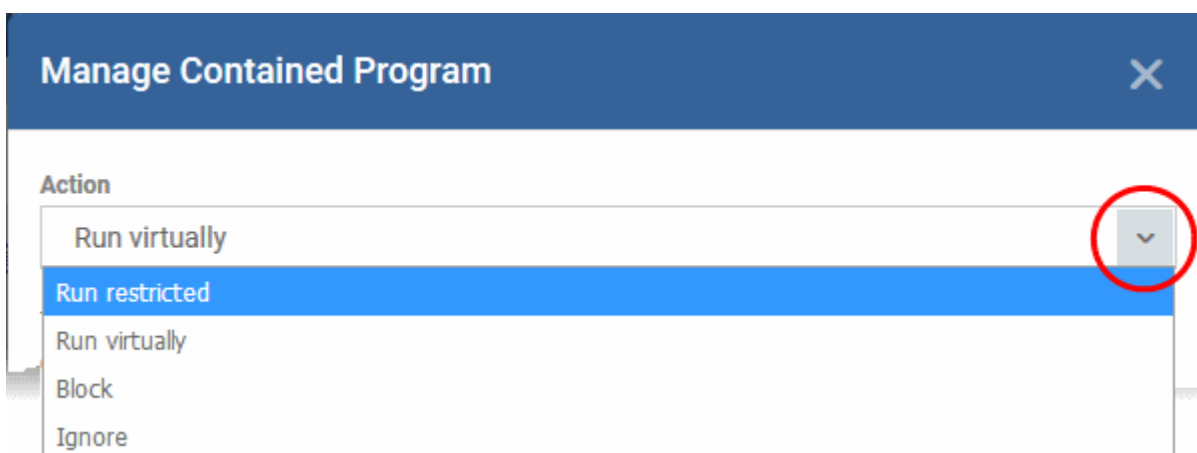 Manage Contained Program
Action
Run virtually
Run restricted
Run virtually
Block
Ignore